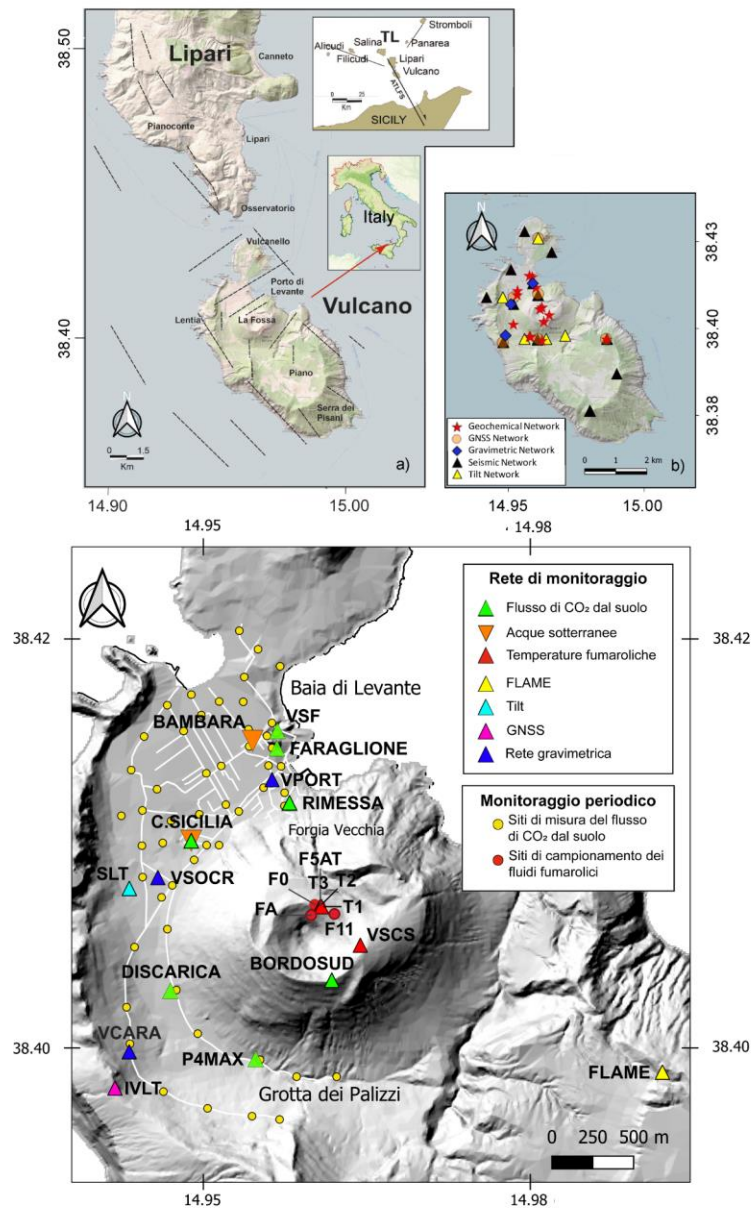 38.50
38.40
Lipari
Canneto
Pianoconte
Lipari
Osservatorio
Vulcanello
Porto di
Levante
Vulcano
Lentia
La Fossa
Piano
Serra dei
Pisani
N
0 1.5
Km
a)
14.90
15.00
Stromboli
TL
Panarea
Alicudi
Salina
Filicudi
Lipari
Vulcano
ATLFS
0 25
Km
SICILY
Italy
N
38.43
38.40
38.38
Geochemical Network
GNSS Network
Gravimetric Network
Seismic Network
Tilt Network
0 1 2 km
b)
14.95
15.00
14.95
14.98
38.42
38.42
38.40
38.40
N
Rete di monitoraggio
Flusso di CO₂ dal suolo
Acque sotterranee
Temperature fumaroliche
FLAME
Tilt
GNSS
Rete gravimetrica
Monitoraggio periodico
Siti di misura del flusso
di CO₂ dal suolo
Siti di campionamento dei
fluidi fumarolici
Baia di Levante
BAMBARA
VSF
FARAGLIONE
VPORT
RIMESSA
C.SICILIA
Forgia Vecchia
F5AT
SLT
VSOCR
F0
T3
T2
FA
T1
F11
VSCS
BORDOSUD
DISCARICA
VCARA
P4MAX
FLAME
IVLT
Grotta dei Palizzi
0 250 500 m
14.95
14.98